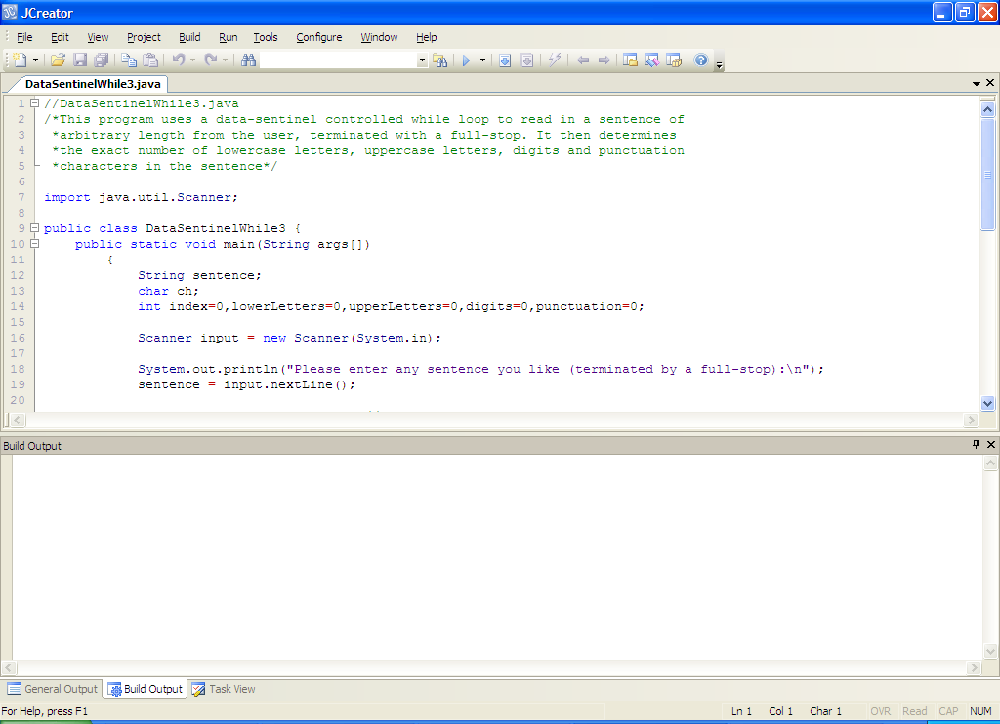 JCreator
File Edit View Project Build Run Tools Configure Window Help
DataSentinelWhile3.java
1 //DataSentinelWhile3.java
2 /*This program uses a data-sentinel controlled while loop to read in a sentence of
3 *arbitrary length from the user, terminated with a full-stop. It then determines
4 *the exact number of lowercase letters, uppercase letters, digits and punctuation
5 *characters in the sentence*/
6
7 import java.util.Scanner;
8
9 public class DataSentinelWhile3 {
10 public static void main(String args[])
11 {
12 String sentence;
13 char ch;
14 int index=0,lowerLetters=0,upperLetters=0,digits=0,punctuation=0;
15
16 Scanner input = new Scanner(System.in);
17
18 System.out.println("Please enter any sentence you like (terminated by a full-stop):\n");
19 sentence = input.nextLine();
20
Build Output
General Output Build Output Task View
For Help, press F1 Ln 1 Col 1 Char 1 OVR Read CAP NUM